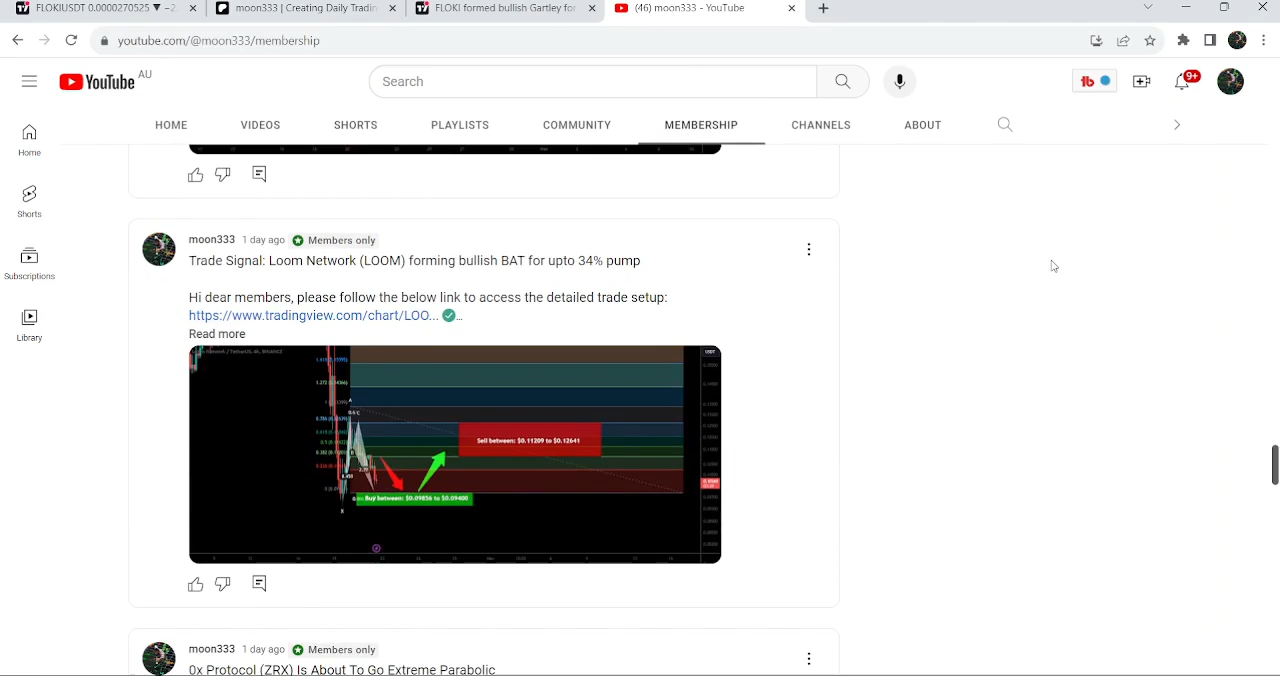 FLOKIUSDT 0.0000270525 ▼ −2.
moon333 | Creating Daily Tradin
FLOKI formed bullish Gartley for
(46) moon333 - YouTube
youtube.com/@moon333/membership
YouTube AU
Search
9+
HOME VIDEOS SHORTS PLAYLISTS COMMUNITY MEMBERSHIP CHANNELS ABOUT
Home
Shorts
Subscriptions
Library
moon333 1 day ago Members only
Trade Signal: Loom Network (LOOM) forming bullish BAT for upto 34% pump
Hi dear members, please follow the below link to access the detailed trade setup:
https://www.tradingview.com/chart/LOO... ✅...
Read more
USDT
Sell between: $0.11209 to $0.12641
Buy between: $0.09856 to $0.09400
A
X
moon333 1 day ago Members only
0x Protocol (ZRX) Is About To Go Extreme Parabolic